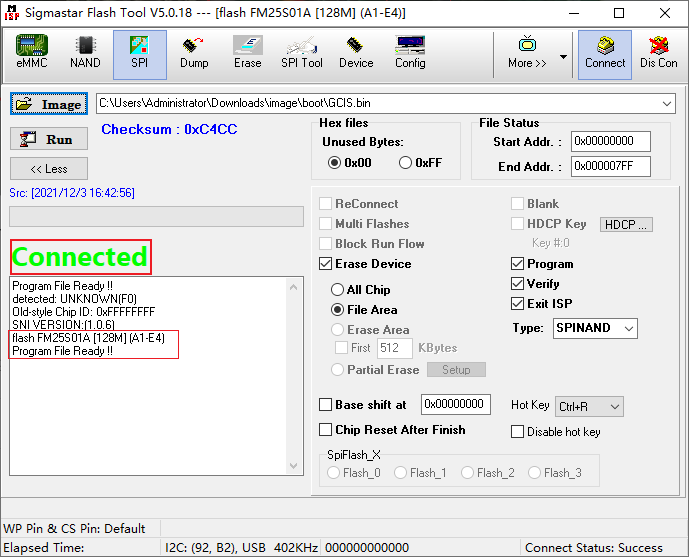 Sigmastar Flash Tool V5.0.18 --- [flash FM25S01A [128M] (A1-E4)]
eMMC NAND SPI Dump Erase SPI Tool Device Config More >> Connect Dis Con
Image C:\Users\Administrator\Downloads\image\boot\GCIS.bin
Checksum : 0xC4CC
Run
<< Less
Src: [2021/12/3 16:42:56]
Connected
Program File Ready !!
detected: UNKNOWN(F0)
Old-style Chip ID: 0xFFFFFFFF
SNI VERSION:(1.0.6)
flash FM25S01A [128M] (A1-E4)
Program File Ready !!
Hex files
Unused Bytes:
0x00 0xFF
File Status
Start Addr. : 0x00000000
End Addr. : 0x000007FF
ReConnect
Multi Flashes
Block Run Flow
Erase Device
All Chip
File Area
Erase Area
First 512 KBytes
Partial Erase Setup
Blank
HDCP Key HDCP ...
Key #:0
Program
Verify
Exit ISP
Type: SPINAND
Base shift at 0x00000000
Hot Key Ctrl+R
Chip Reset After Finish
Disable hot key
SpiFlash_X
Flash_0 Flash_1 Flash_2 Flash_3
WP Pin & CS Pin: Default
Elapsed Time: I2C: (92, B2), USB 402KHz 000000000000 Connect Status: Success